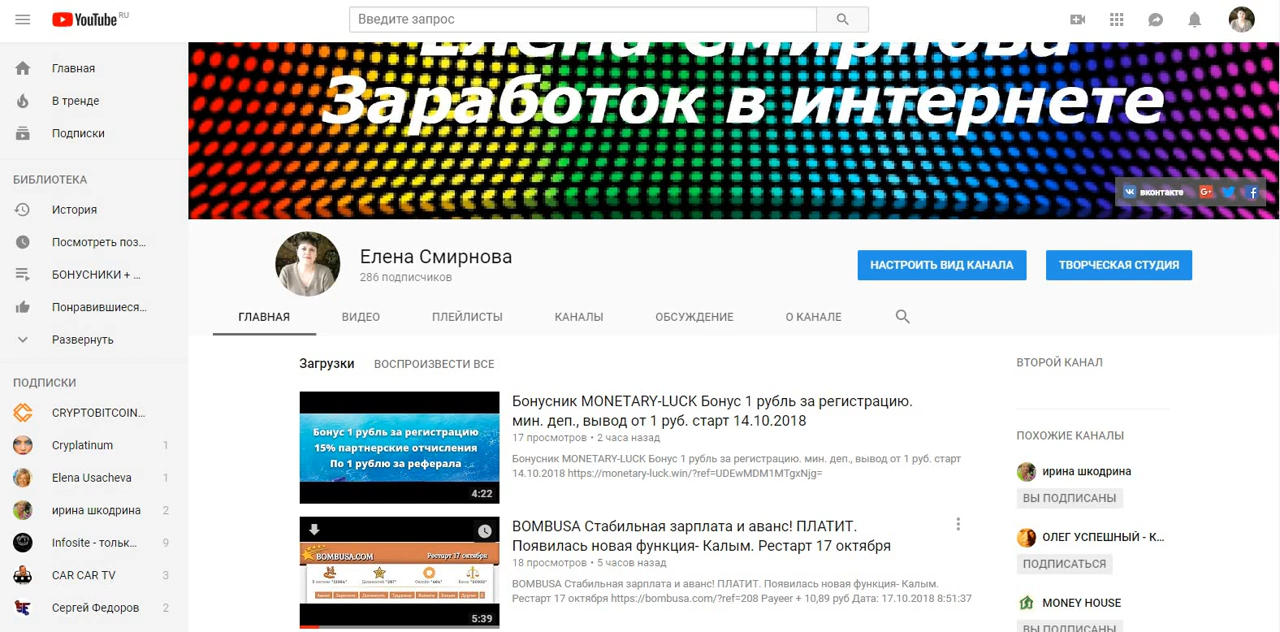 YouTube RU
Введите запрос
Главная
В тренде
Подписки
БИБЛИОТЕКА
История
Посмотреть поз...
БОНУСНИКИ + ...
Понравившиеся...
Развернуть
ПОДПИСКИ
CRYPTOBITCOIN...
Cryplatinum 1
Elena Usacheva 1
ирина шкодрина 2
Infosite - тольк... 9
CAR CAR TV 3
Сергей Федоров 2
Елена Смирнова
Заработок в интернете
вконтакте G+
Елена Смирнова
286 подписчиков
НАСТРОИТЬ ВИД КАНАЛА
ТВОРЧЕСКАЯ СТУДИЯ
ГЛАВНАЯ ВИДЕО ПЛЕЙЛИСТЫ КАНАЛЫ ОБСУЖДЕНИЕ О КАНАЛЕ
Загрузки ВОСПРОИЗВЕСТИ ВСЕ
Бонус 1 рубль за регистрацию
15% партнерские отчисления
По 1 рублю за реферала
4:22
Бонусник MONETARY-LUCK Бонус 1 рубль за регистрацию.
мин. деп., вывод от 1 руб. старт 14.10.2018
17 просмотров • 2 часа назад
Бонусник MONETARY-LUCK Бонус 1 рубль за регистрацию. мин. деп., вывод от 1 руб. старт
14.10.2018 https://monetary-luck.win/?ref=UDEwMDM1MTgxNjg=
BOMBUSA.COM Рестарт 17 октября
5:39
BOMBUSA Стабильная зарплата и аванс! ПЛАТИТ.
Появилась новая функция- Калым. Рестарт 17 октября
18 просмотров • 5 часов назад
BOMBUSA Стабильная зарплата и аванс! ПЛАТИТ. Появилась новая функция- Калым.
Рестарт 17 октября https://bombusa.com/?ref=208 Payeer + 10,89 руб Дата: 17.10.2018 8:51:37
ВТОРОЙ КАНАЛ
ПОХОЖИЕ КАНАЛЫ
ирина шкодрина
ВЫ ПОДПИСАНЫ
ОЛЕГ УСПЕШНЫЙ - К...
ПОДПИСАТЬСЯ
MONEY HOUSE
ВЫ ПОДПИСАНЫ